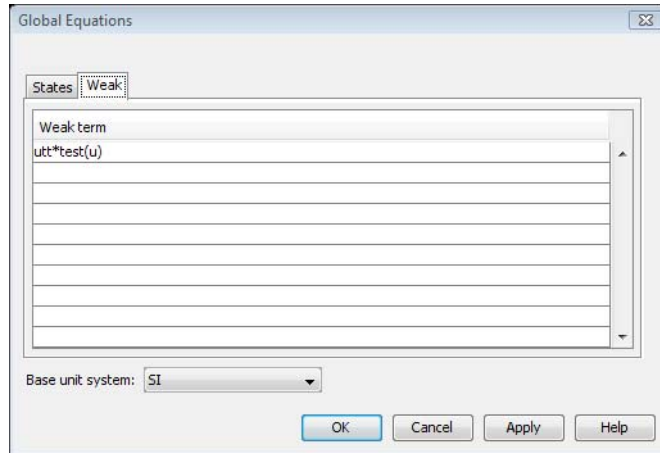 Global Equations
States Weak
Weak term
utt*test(u)
Base unit system: SI
OK Cancel Apply Help